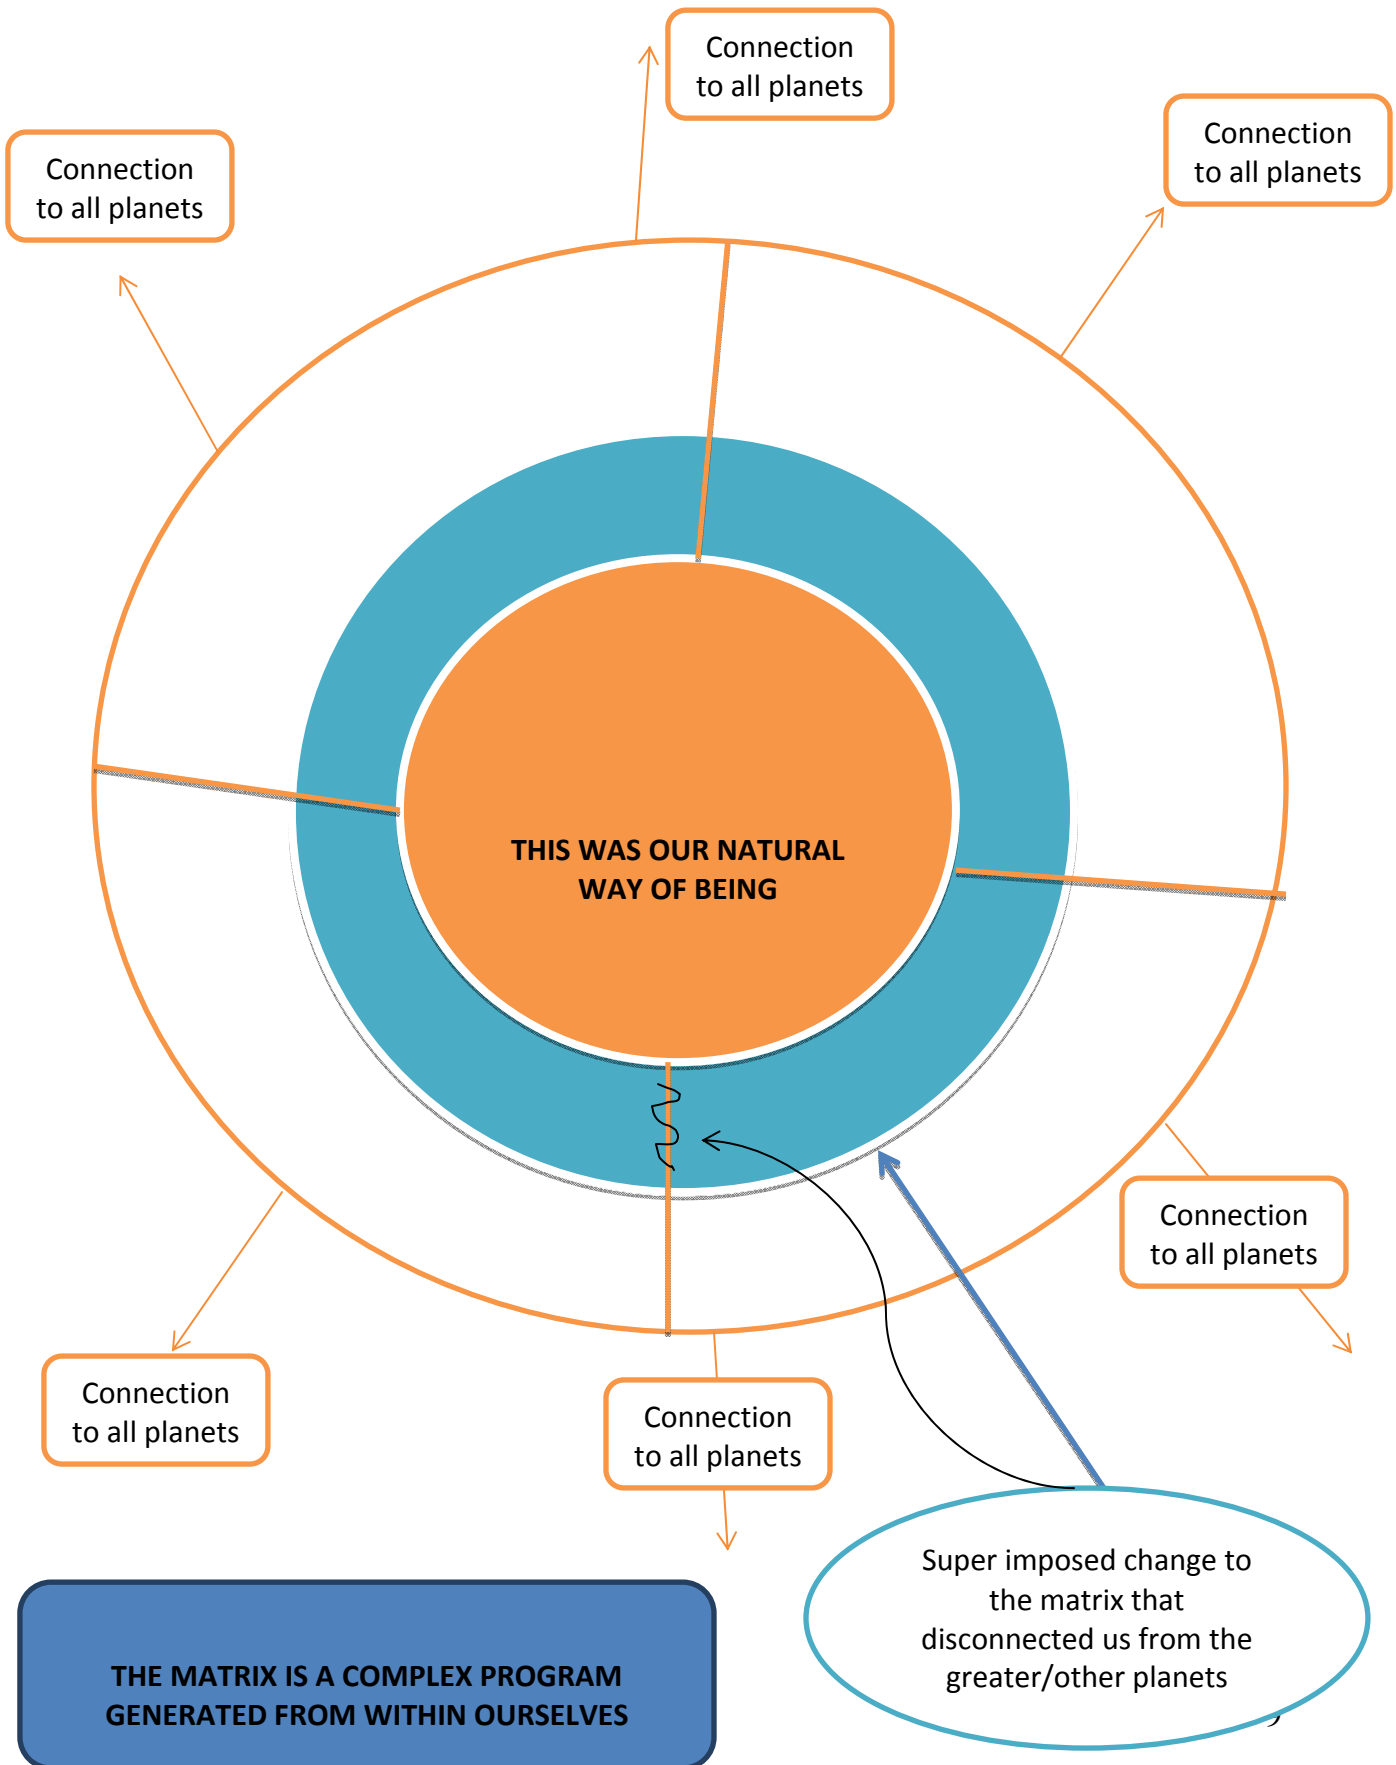 Connection
to all planets
Connection
to all planets
Connection
to all planets
THIS WAS OUR NATURAL
WAY OF BEING
Connection
to all planets
Connection
to all planets
Connection
to all planets
Super imposed change to
the matrix that
disconnected us from the
greater/other planets
THE MATRIX IS A COMPLEX PROGRAM
GENERATED FROM WITHIN OURSELVES